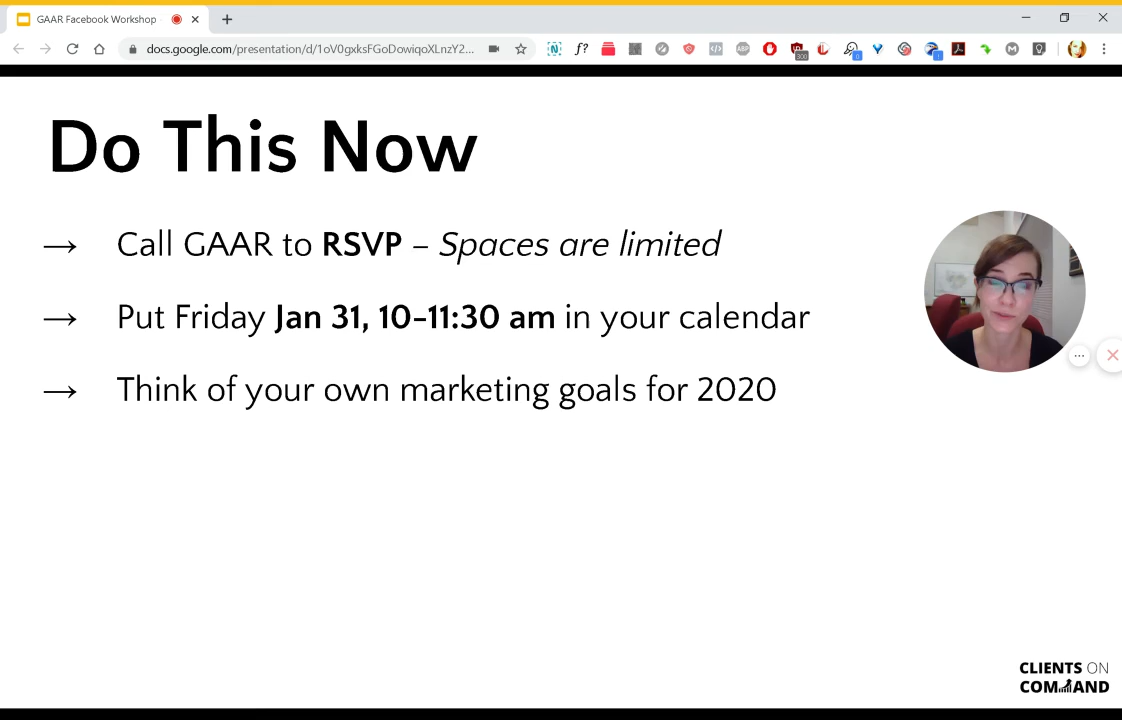 GAAR Facebook Workshop
docs.google.com/presentation/d/1oV0gxksFGoDowiqoXLnzY2...
Do This Now
→ Call GAAR to RSVP – Spaces are limited
→ Put Friday Jan 31, 10-11:30 am in your calendar
→ Think of your own marketing goals for 2020
CLIENTS ON
COMMAND